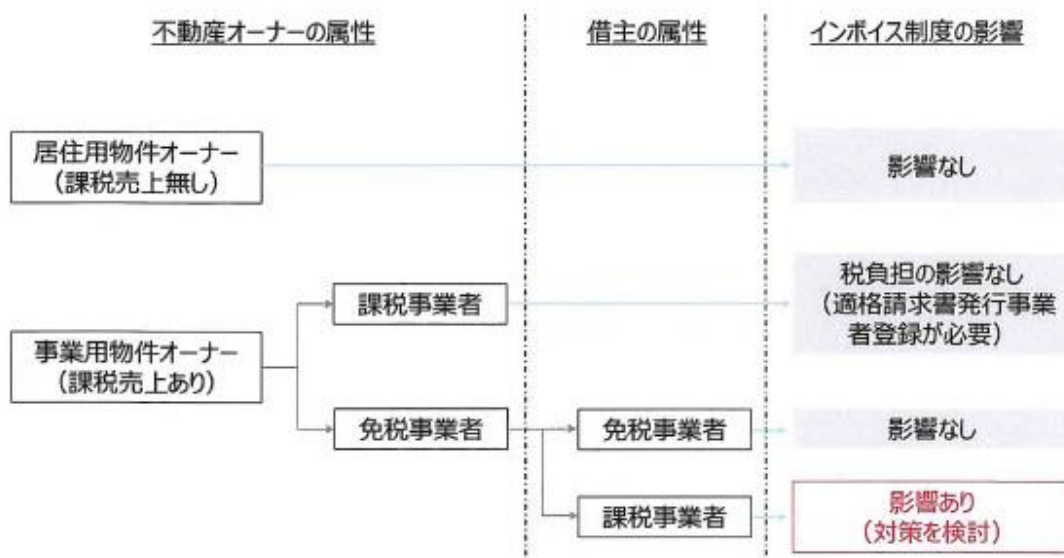 不動産オーナーの属性
借主の属性
インボイス制度の影響
居住用物件オーナー
（課税売上無し）
影響なし
事業用物件オーナー
（課税売上あり）
課税事業者
税負担の影響なし
（適格請求書発行事業
者登録が必要）
免税事業者
免税事業者
影響なし
課税事業者
影響あり
（対策を検討）